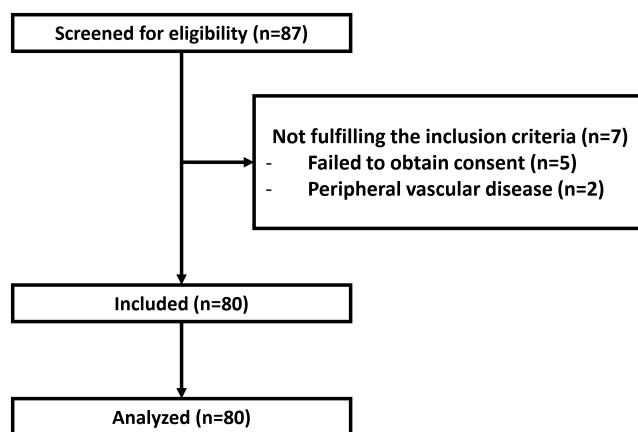 Screened for eligibility (n=87)
Not fulfilling the inclusion criteria (n=7)
- Failed to obtain consent (n=5)
- Peripheral vascular disease (n=2)
Included (n=80)
Analyzed (n=80)